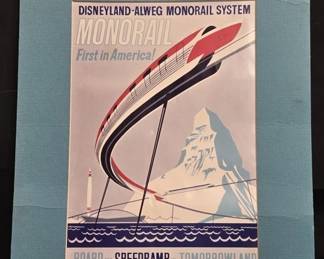 DISNEYLAND-ALWEG MONORAIL SYSTEM
MONORAIL
First in America!
BOARD SPEEDRAMP TOMORROWLAND